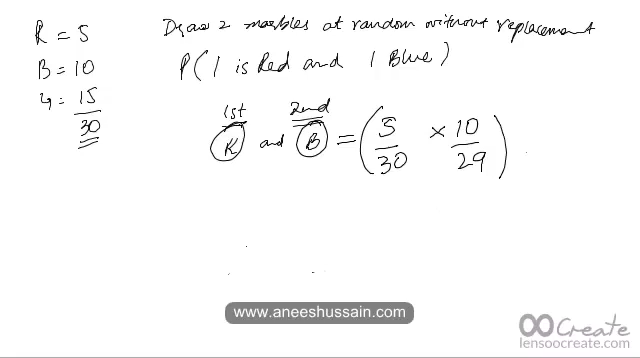 R = 5
B = 10
G = 15
30
Draw 2 marbles at random without replacement
P ( 1 is Red and 1 Blue )
1st 2nd
R and B = ( 5/30 × 10/29 )
www.aneeshussain.com
Create
lensoocreate.com